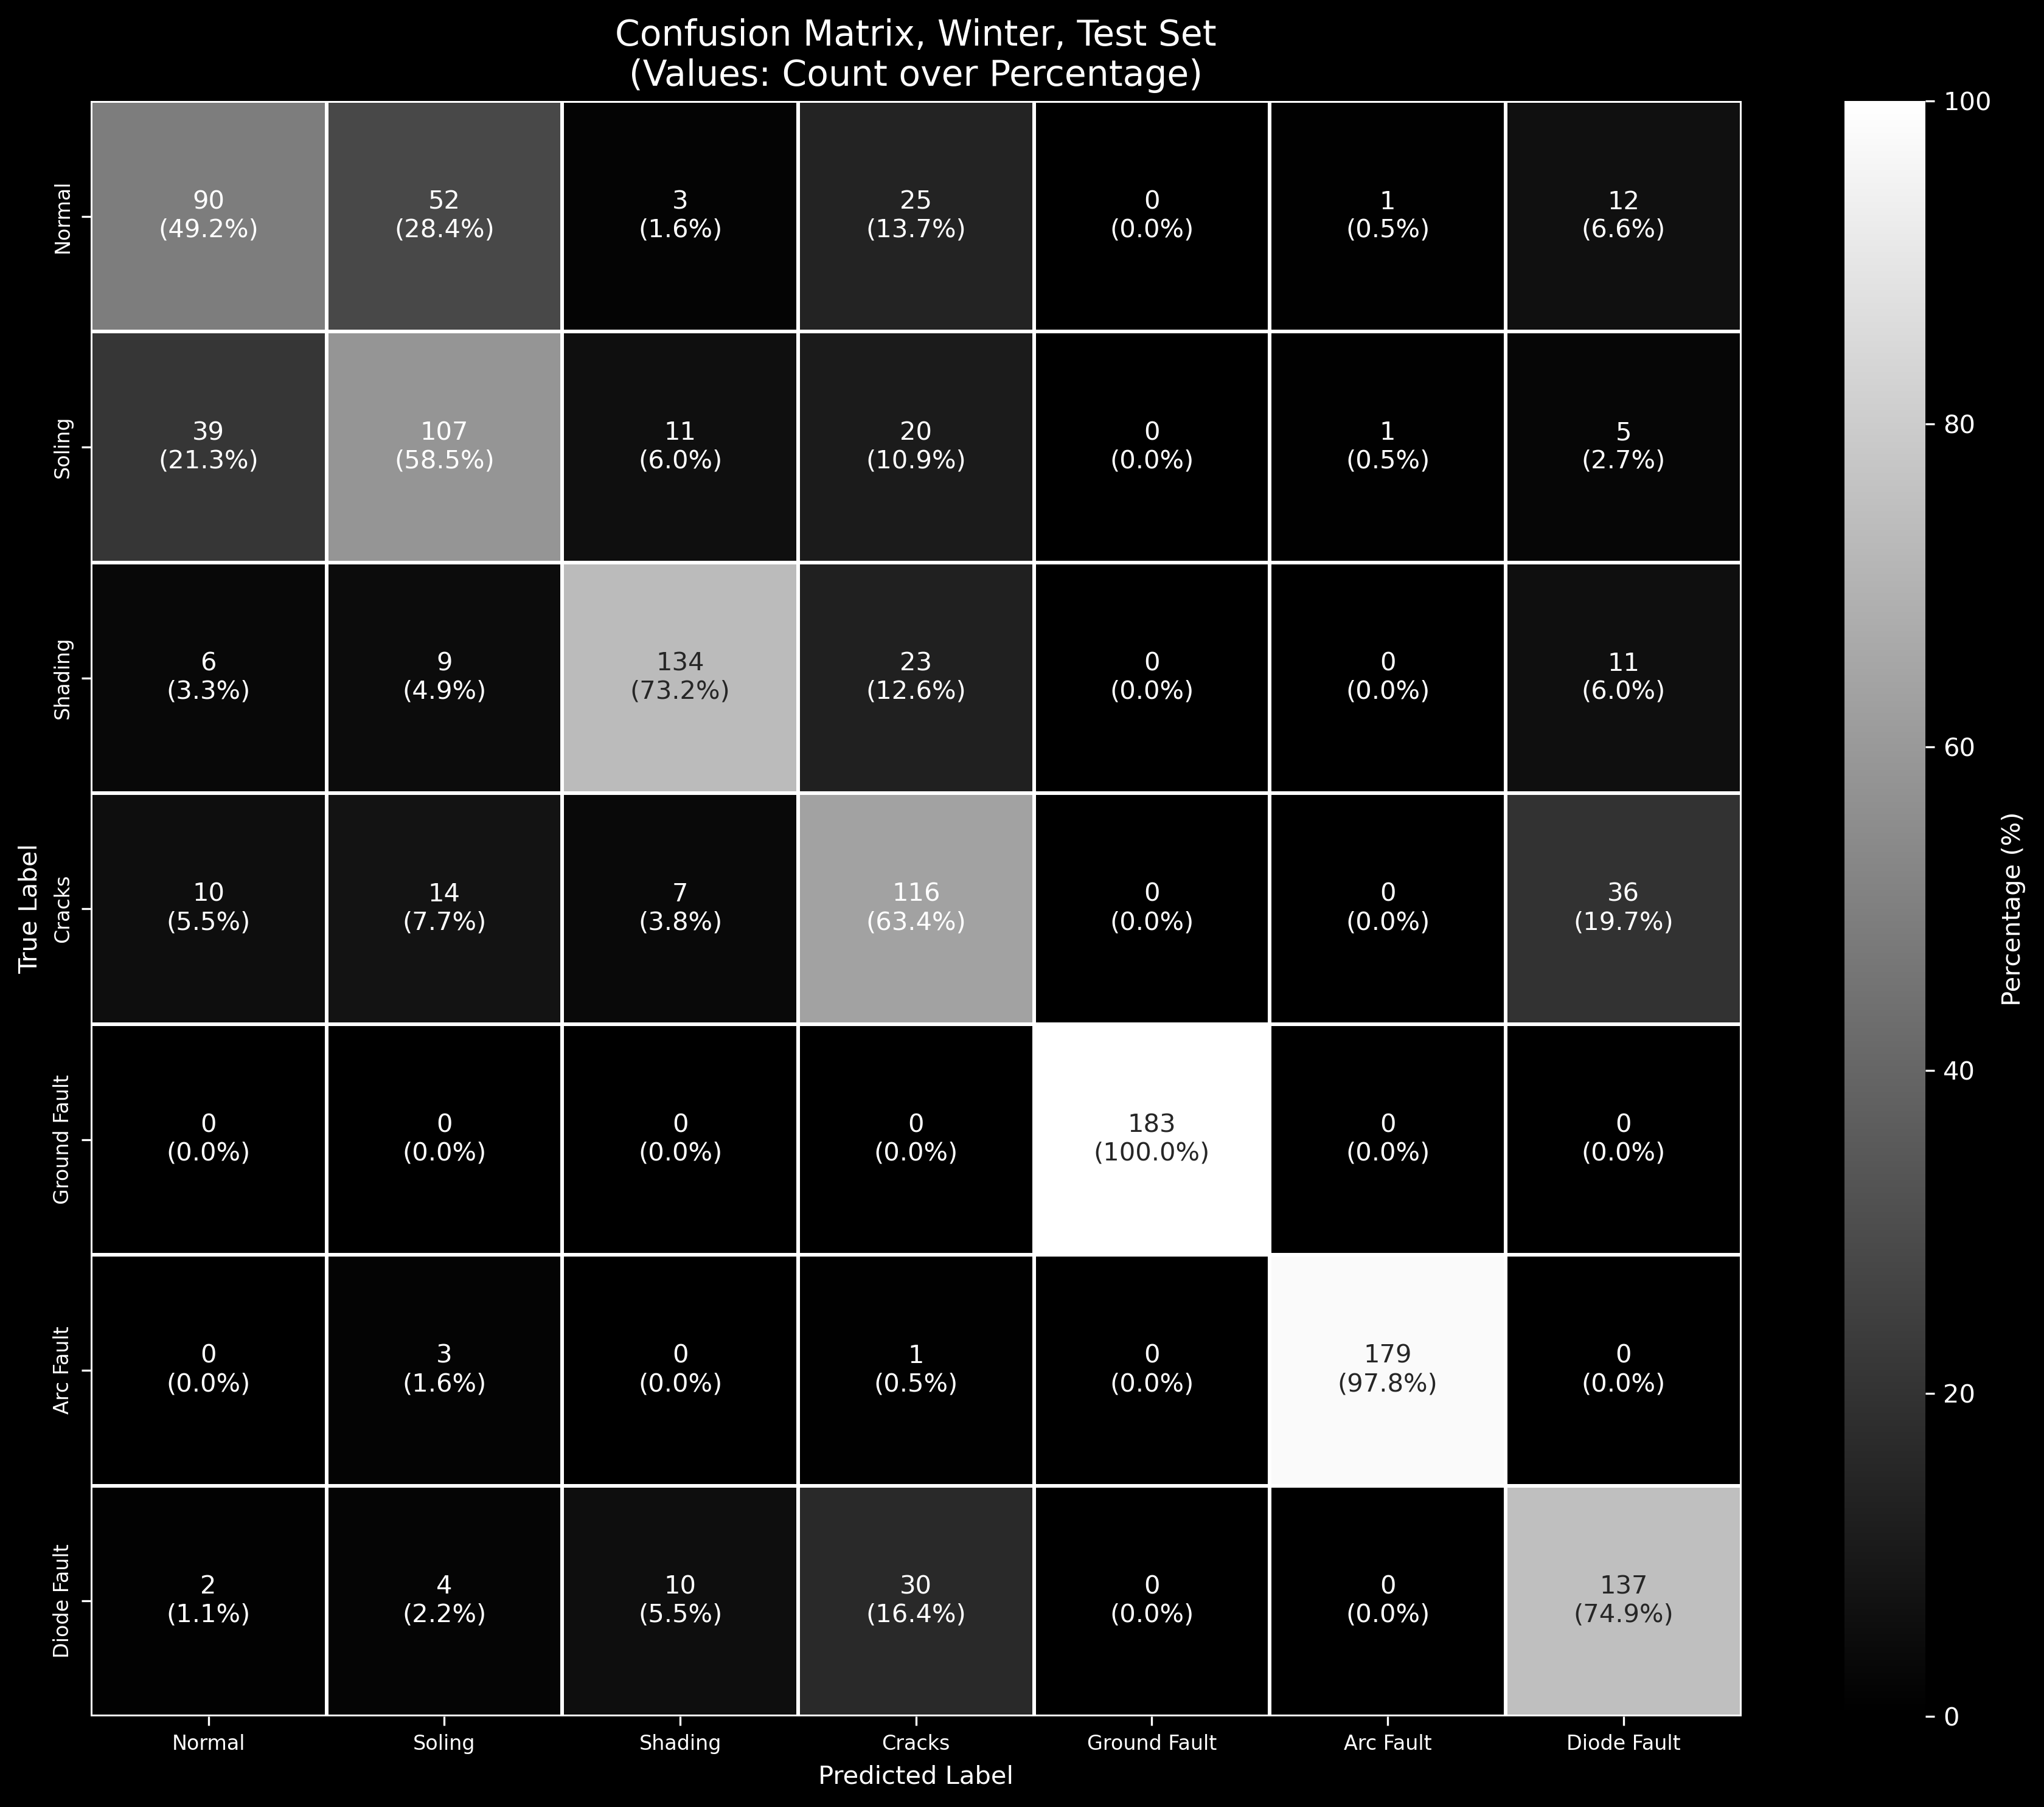 Confusion Matrix, Winter, Test Set
(Values: Count over Percentage)
True Label
Normal
90 52 3 25 0 1 12
(49.2%) (28.4%) (1.6%) (13.7%) (0.0%) (0.5%) (6.6%)
Soling
39 107 11 20 0 1 5
(21.3%) (58.5%) (6.0%) (10.9%) (0.0%) (0.5%) (2.7%)
Shading
6 9 134 23 0 0 11
(3.3%) (4.9%) (73.2%) (12.6%) (0.0%) (0.0%) (6.0%)
Cracks
10 14 7 116 0 0 36
(5.5%) (7.7%) (3.8%) (63.4%) (0.0%) (0.0%) (19.7%)
Ground Fault
0 0 0 0 183 0 0
(0.0%) (0.0%) (0.0%) (0.0%) (100.0%) (0.0%) (0.0%)
Arc Fault
0 3 0 1 0 179 0
(0.0%) (1.6%) (0.0%) (0.5%) (0.0%) (97.8%) (0.0%)
Diode Fault
2 4 10 30 0 0 137
(1.1%) (2.2%) (5.5%) (16.4%) (0.0%) (0.0%) (74.9%)
Normal Soling Shading Cracks Ground Fault Arc Fault Diode Fault
Predicted Label
100
80
60
40
20
0
Percentage (%)